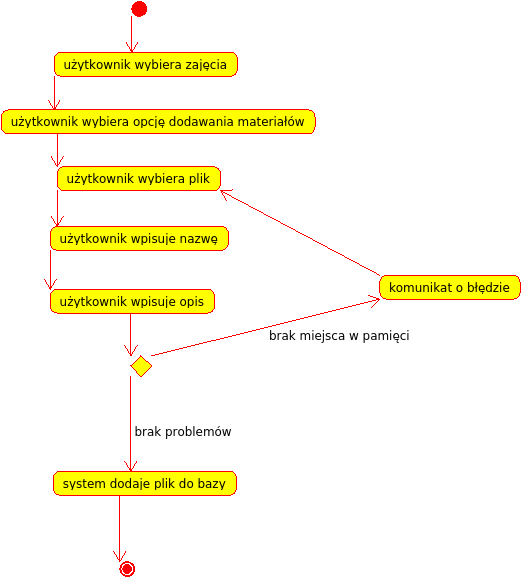 użytkownik wybiera zajęcia
użytkownik wybiera opcję dodawania materiałów
użytkownik wybiera plik
użytkownik wpisuje nazwę
komunikat o błędzie
użytkownik wpisuje opis
brak miejsca w pamięci
brak problemów
system dodaje plik do bazy